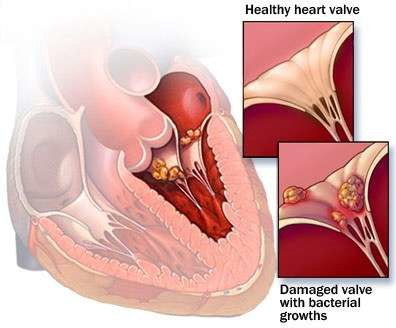 Healthy heart valve
Damaged valve
with bacterial
growths